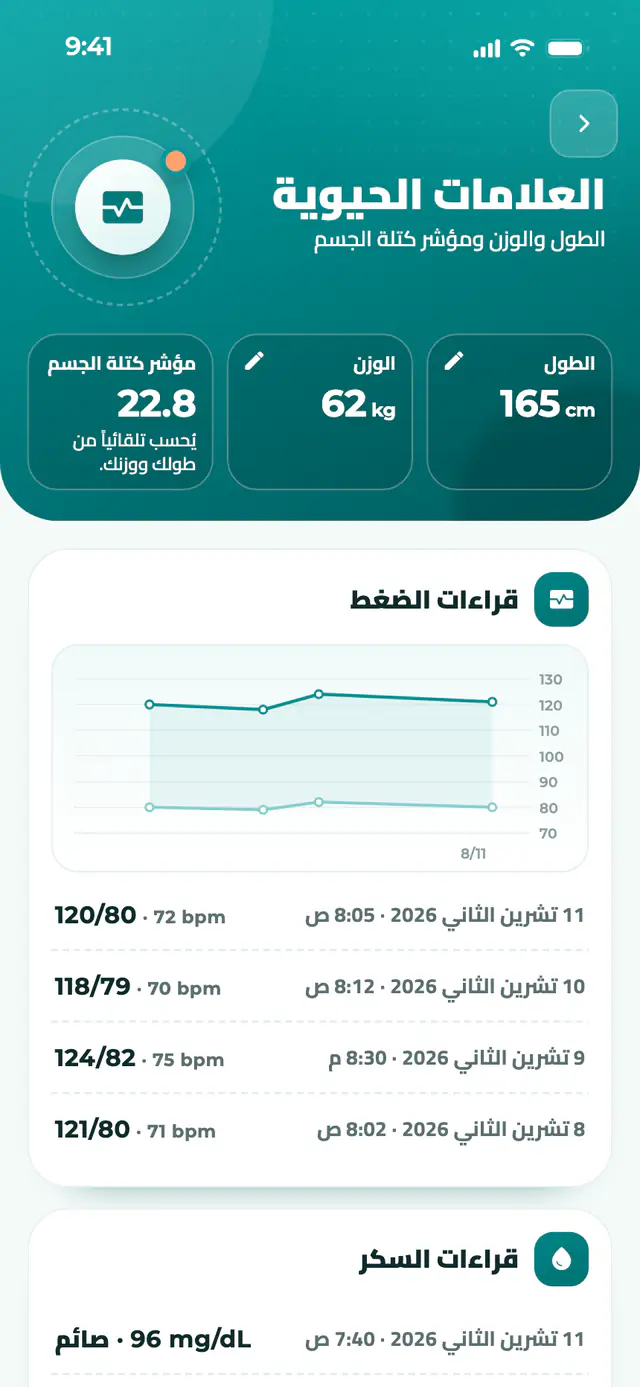 9:41
العلامات الحيوية
الطول والوزن ومؤشر كتلة الجسم
الطول
165 cm
الوزن
62 kg
مؤشر كتلة الجسم
22.8
يُحسب تلقائياً من
طولك ووزنك.
قراءات الضغط
130
120
110
100
90
80
70
8/11
11 تشرين الثاني 2026 · 8:05 ص
120/80 · 72 bpm
10 تشرين الثاني 2026 · 8:12 ص
118/79 · 70 bpm
9 تشرين الثاني 2026 · 8:30 م
124/82 · 75 bpm
8 تشرين الثاني 2026 · 8:02 ص
121/80 · 71 bpm
قراءات السكر
11 تشرين الثاني 2026 · 7:40 ص
96 mg/dL · صائم